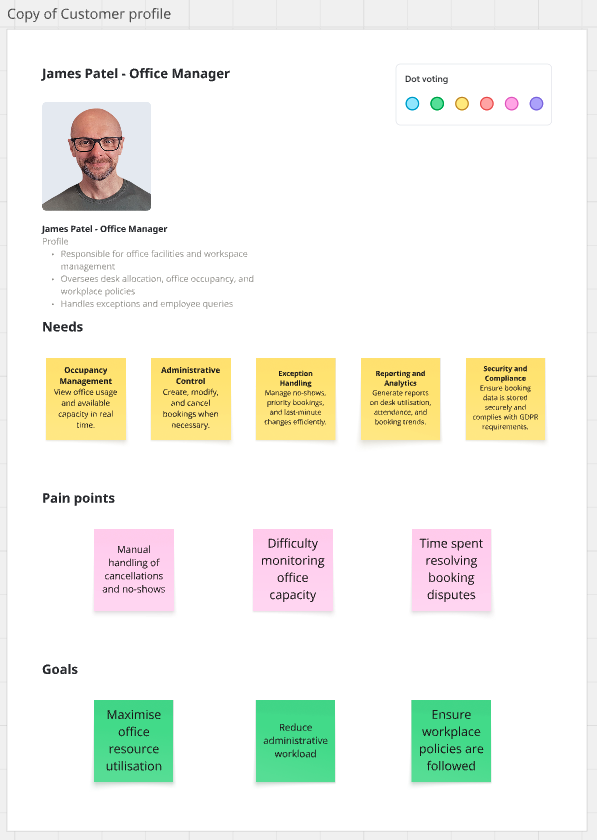 Copy of Customer profile
James Patel - Office Manager
Dot voting
James Patel - Office Manager
Profile
• Responsible for office facilities and workspace
management
• Oversees desk allocation, office occupancy, and
workplace policies
• Handles exceptions and employee queries
Needs
Occupancy
Management
View office usage
and available
capacity in real
time.
Administrative
Control
Create, modify,
and cancel
bookings when
necessary.
Exception
Handling
Manage no-shows,
priority bookings,
and last-minute
changes efficiently.
Reporting and
Analytics
Generate reports
on desk utilisation,
attendance, and
booking trends.
Security and
Compliance
Ensure booking
data is stored
securely and
complies with GDPR
requirements.
Pain points
Manual
handling of
cancellations
and no-shows
Difficulty
monitoring
office
capacity
Time spent
resolving
booking
disputes
Goals
Maximise
office
resource
utilisation
Reduce
administrative
workload
Ensure
workplace
policies are
followed